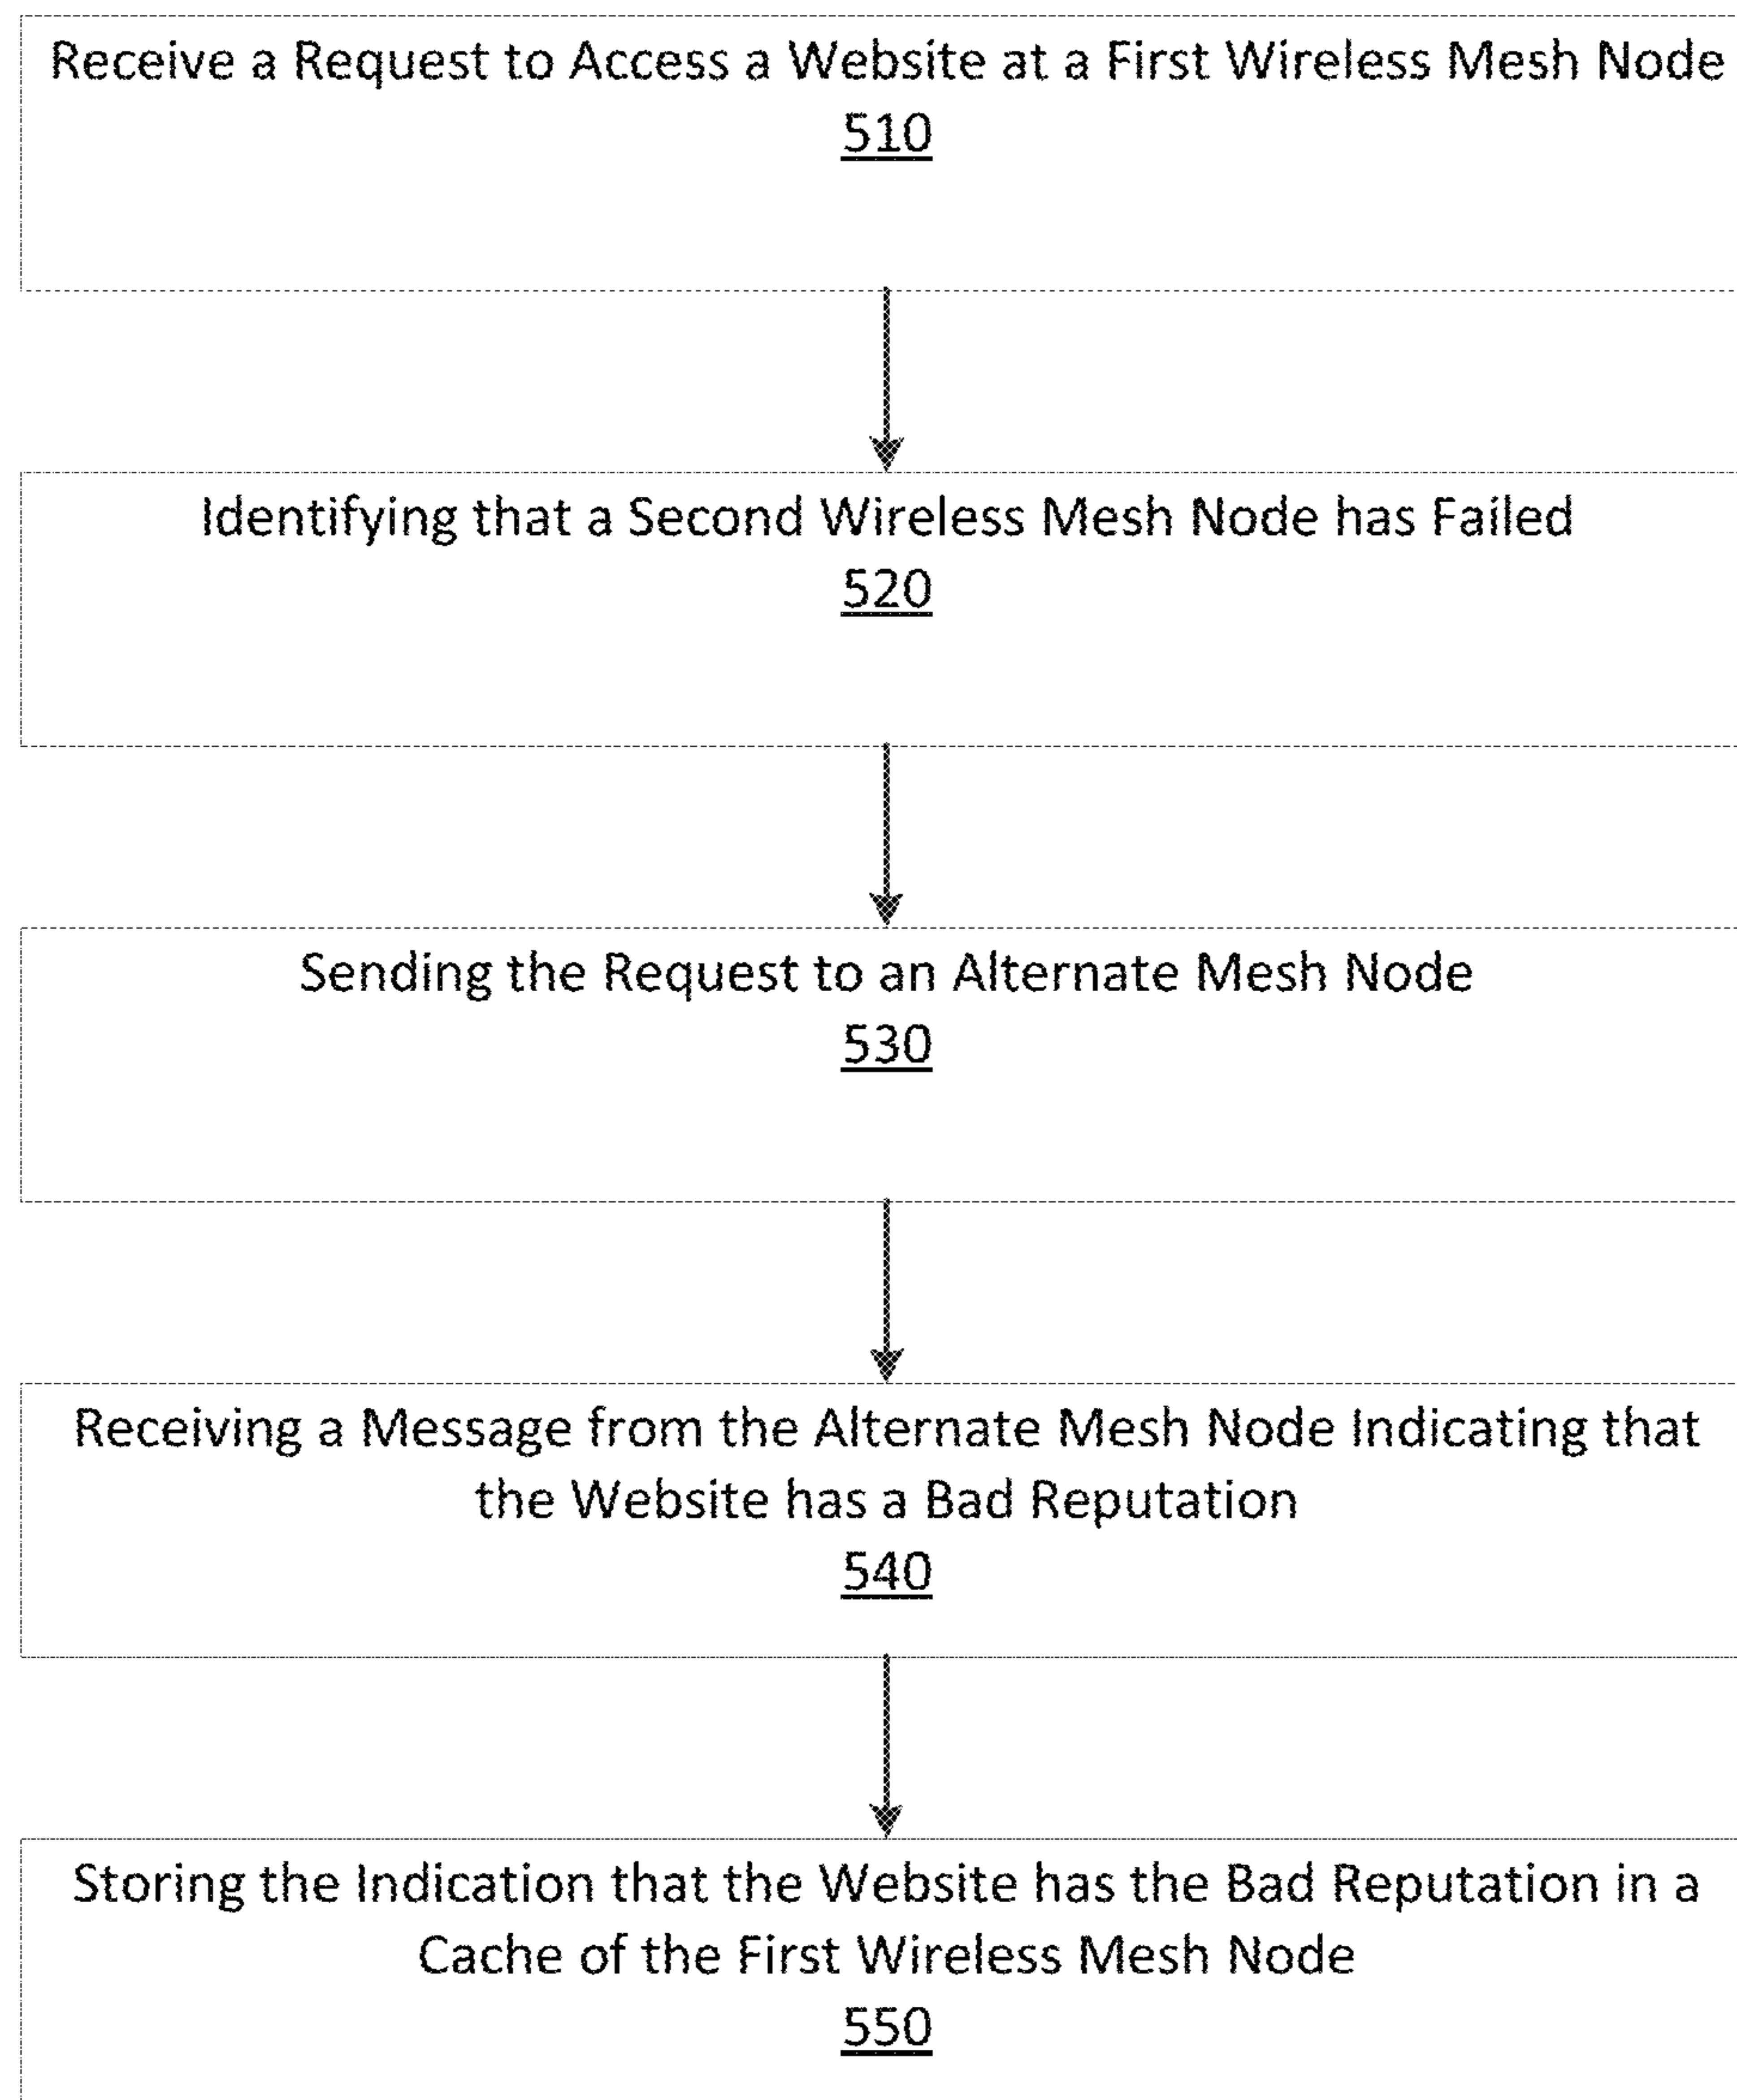 Receive a Request to Access a Website at a First Wireless Mesh Node
510
Identifying that a Second Wireless Mesh Node has Failed
520
Sending the Request to an Alternate Mesh Node
530
Receiving a Message from the Alternate Mesh Node Indicating that
the Website has a Bad Reputation
540
Storing the Indication that the Website has the Bad Reputation in a
Cache of the First Wireless Mesh Node
550